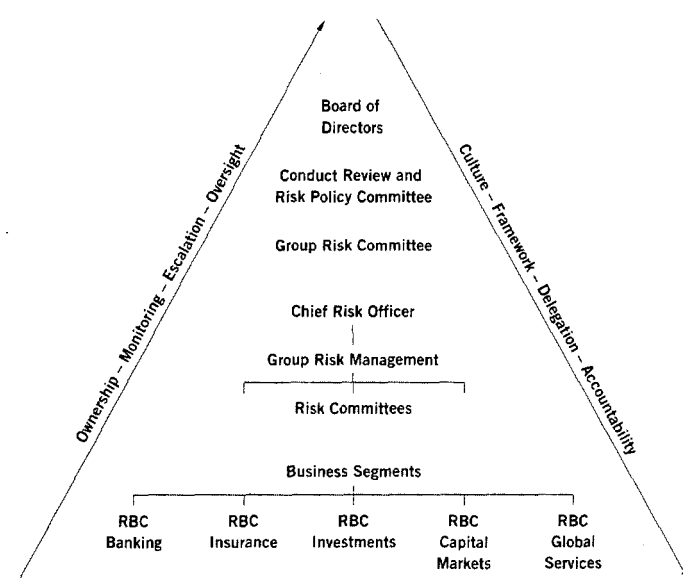 Board of
Directors
Conduct Review and
Risk Policy Committee
Group Risk Committee
Chief Risk Officer
Group Risk Management
Risk Committees
Business Segments
RBC
Banking
RBC
Insurance
RBC
Investments
RBC
Capital
Markets
RBC
Global
Services
Ownership – Monitoring – Escalation – Oversight
Culture – Framework – Delegation – Accountability